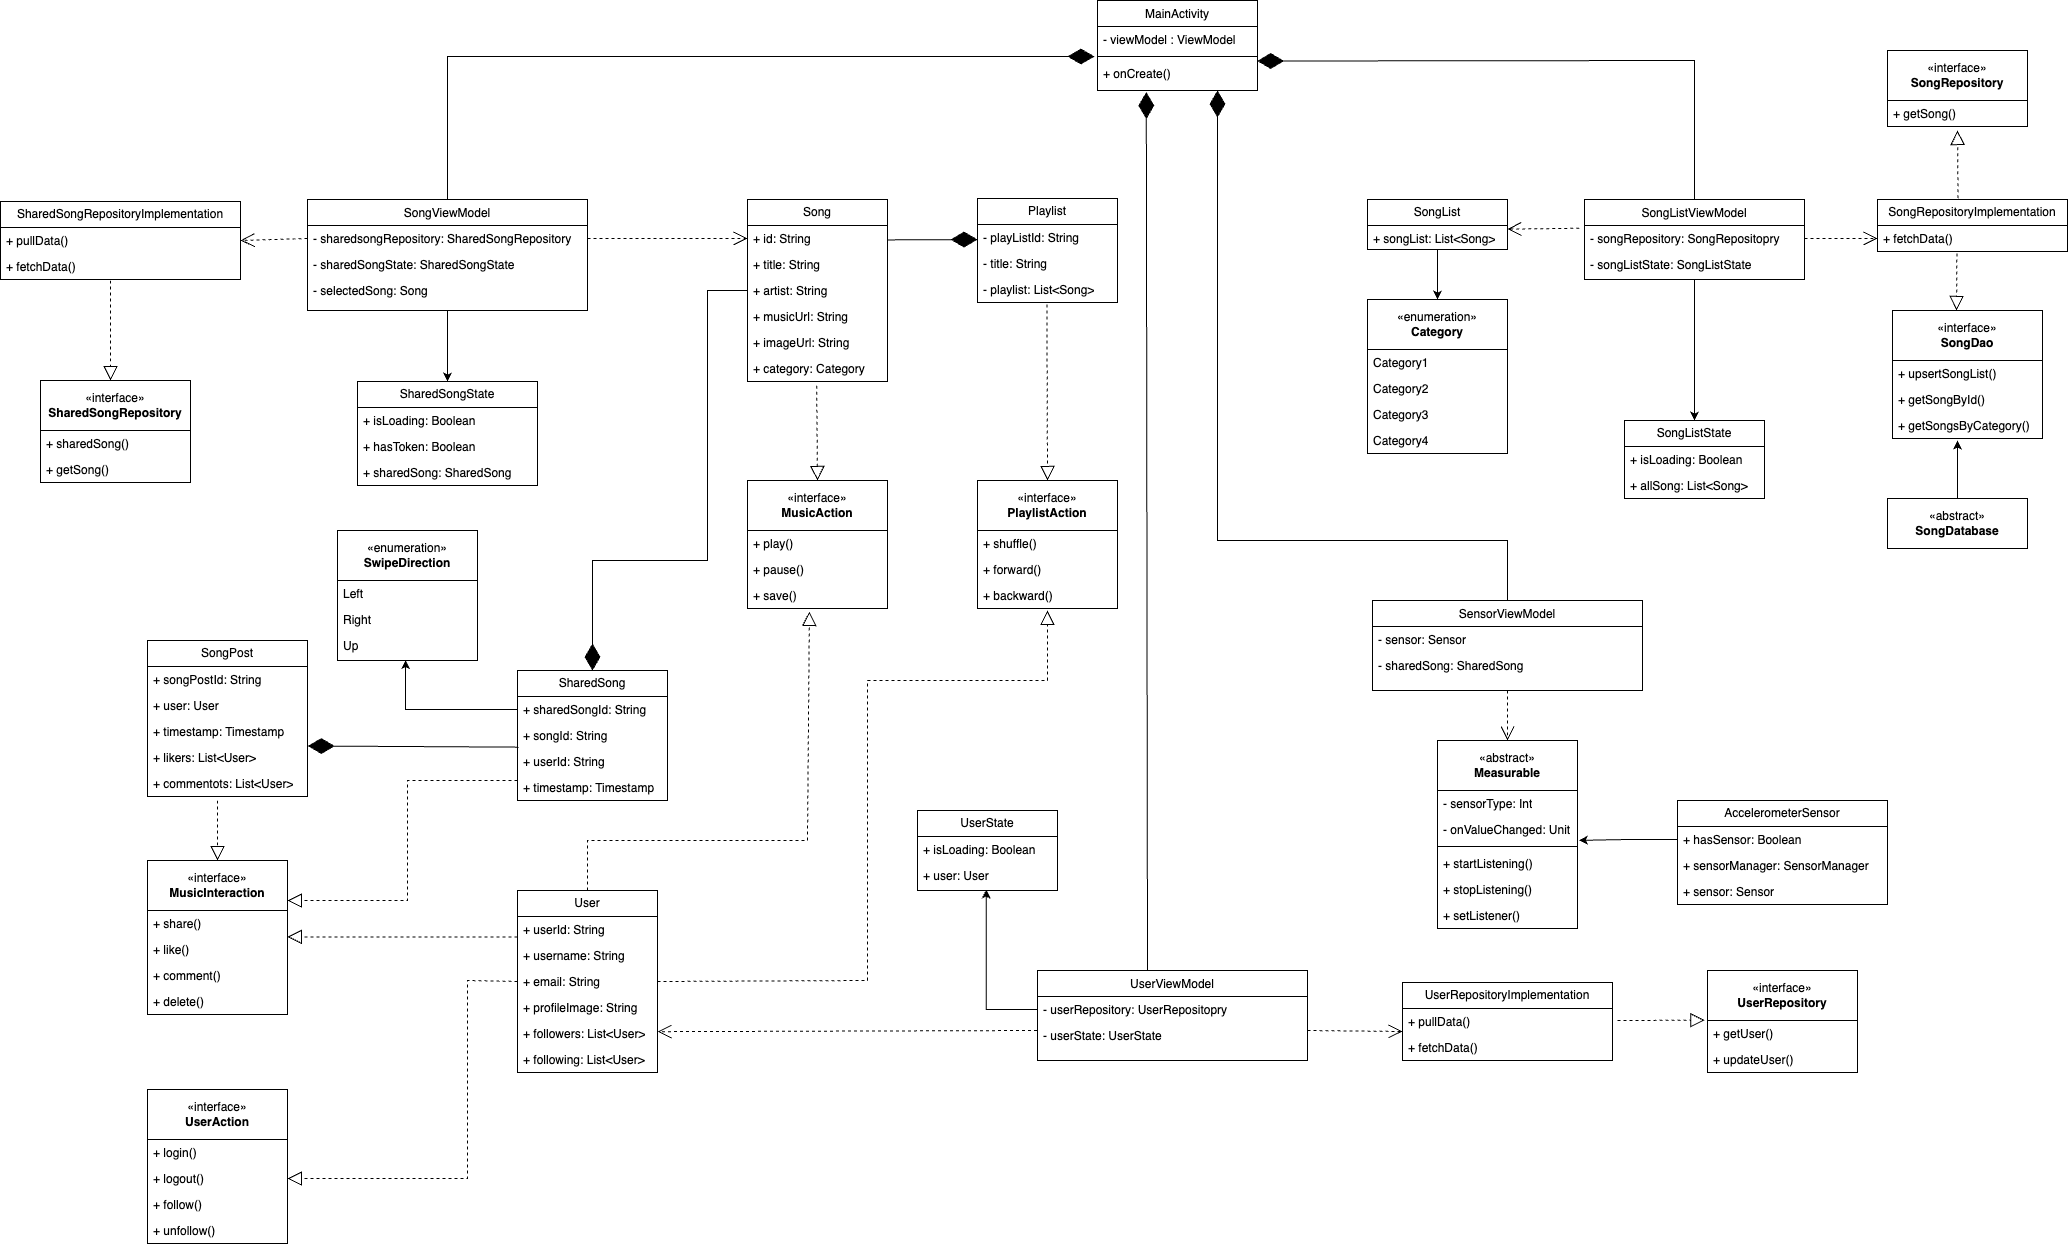 MainActivity
- viewModel : ViewModel
+ onCreate()
«interface»
SongRepository
+ getSong()
SharedSongRepositoryImplementation
+ pullData()
+ fetchData()
SongViewModel
- sharedsongRepository: SharedSongRepository
- sharedSongState: SharedSongState
- selectedSong: Song
Song
+ id: String
+ title: String
+ artist: String
+ musicUrl: String
+ imageUrl: String
+ category: Category
Playlist
- playListId: String
- title: String
- playlist: List<Song>
SongList
+ songList: List<Song>
SongListViewModel
- songRepository: SongRepositopry
- songListState: SongListState
SongRepositoryImplementation
+ fetchData()
«enumeration»
Category
Category1
Category2
Category3
Category4
«interface»
SongDao
+ upsertSongList()
+ getSongById()
+ getSongsByCategory()
«interface»
SharedSongRepository
+ sharedSong()
+ getSong()
SharedSongState
+ isLoading: Boolean
+ hasToken: Boolean
+ sharedSong: SharedSong
SongListState
+ isLoading: Boolean
+ allSong: List<Song>
«interface»
MusicAction
+ play()
+ pause()
+ save()
«interface»
PlaylistAction
+ shuffle()
+ forward()
+ backward()
«abstract»
SongDatabase
«enumeration»
SwipeDirection
Left
Right
Up
SensorViewModel
- sensor: Sensor
- sharedSong: SharedSong
SongPost
+ songPostId: String
+ user: User
+ timestamp: Timestamp
+ likers: List<User>
+ commentots: List<User>
SharedSong
+ sharedSongId: String
+ songId: String
+ userId: String
+ timestamp: Timestamp
«abstract»
Measurable
- sensorType: Int
- onValueChanged: Unit
+ startListening()
+ stopListening()
+ setListener()
AccelerometerSensor
+ hasSensor: Boolean
+ sensorManager: SensorManager
+ sensor: Sensor
UserState
+ isLoading: Boolean
+ user: User
«interface»
MusicInteraction
+ share()
+ like()
+ comment()
+ delete()
User
+ userId: String
+ username: String
+ email: String
+ profileImage: String
+ followers: List<User>
+ following: List<User>
UserViewModel
- userRepository: UserRepositopry
- userState: UserState
UserRepositoryImplementation
+ pullData()
+ fetchData()
«interface»
UserRepository
+ getUser()
+ updateUser()
«interface»
UserAction
+ login()
+ logout()
+ follow()
+ unfollow()